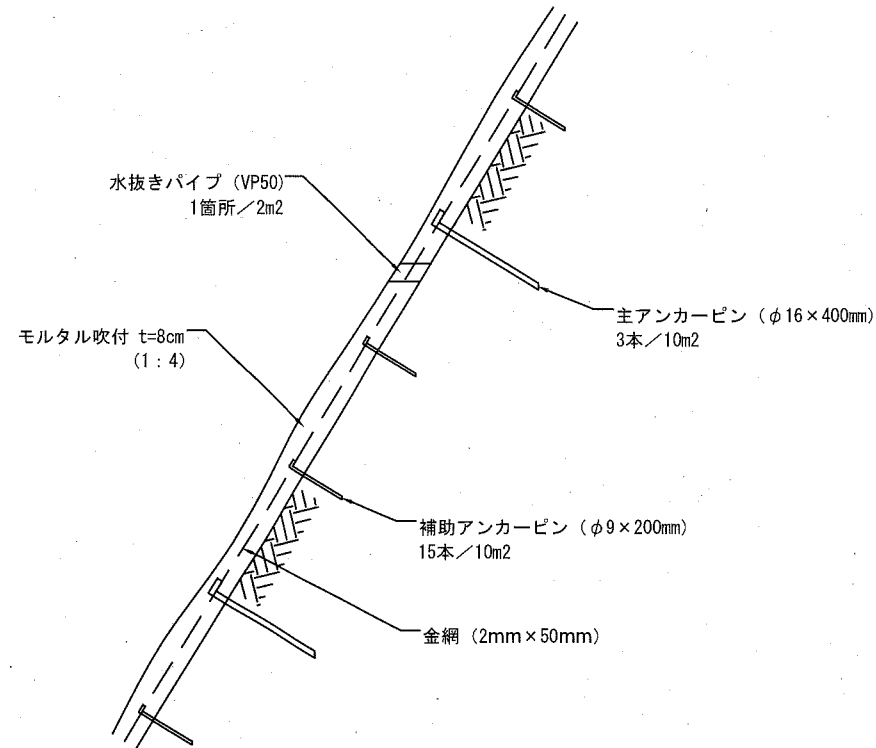 水抜きパイプ (VP50)
1箇所／2m2
主アンカーピン (φ16×400mm)
3本／10m2
モルタル吹付 t=8cm
(1：4)
補助アンカーピン (φ9×200mm)
15本／10m2
金網 (2mm×50mm)